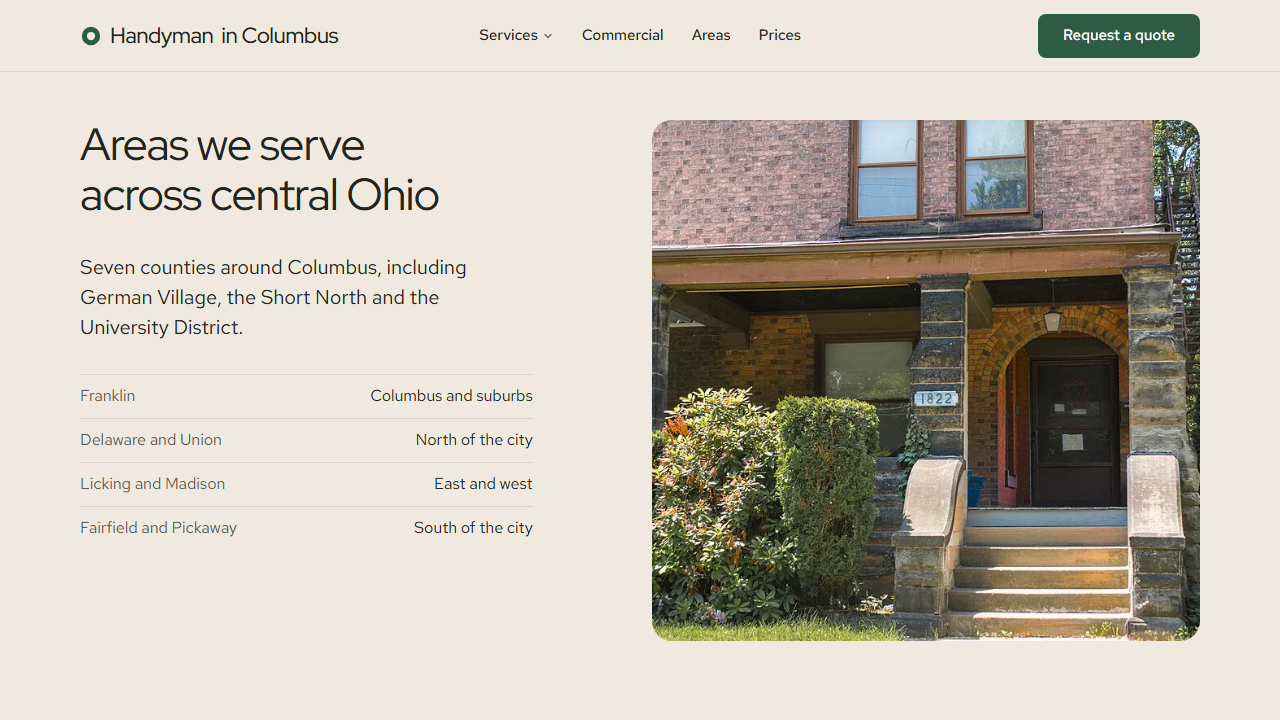 Handyman in Columbus
Services
Commercial
Areas
Prices
Request a quote
Areas we serve
across central Ohio
Seven counties around Columbus, including
German Village, the Short North and the
University District.
Franklin Columbus and suburbs
Delaware and Union North of the city
Licking and Madison East and west
Fairfield and Pickaway South of the city
1822